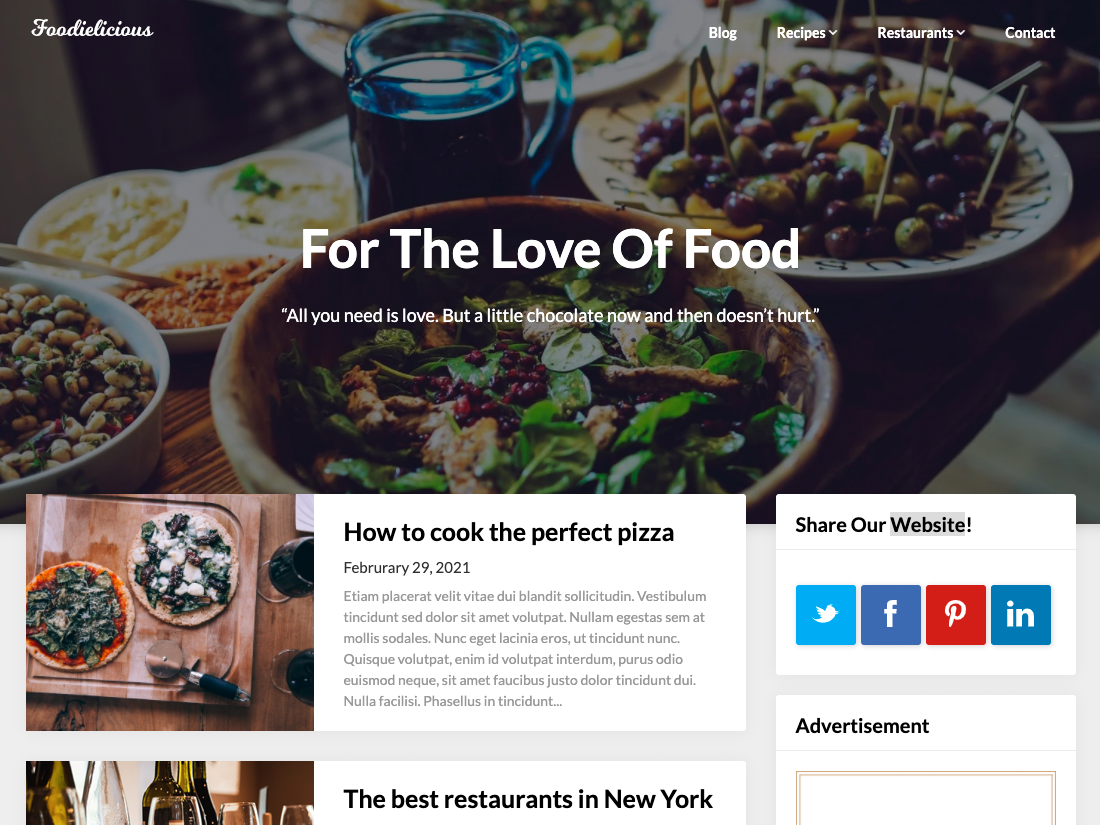 Foodielicious
Blog
Recipes
Restaurants
Contact
For The Love Of Food
“All you need is love. But a little chocolate now and then doesn’t hurt.”
How to cook the perfect pizza
Februrary 29, 2021
Etiam placerat velit vitae dui blandit sollicitudin. Vestibulum
tincidunt sed dolor sit amet volutpat. Nullam egestas sem at
mollis sodales. Nunc eget lacinia eros, ut tincidunt nunc.
Quisque volutpat, enim id volutpat interdum, purus odio
euismod neque, sit amet faucibus justo dolor tincidunt dui.
Nulla facilisi. Phasellus in tincidunt...
The best restaurants in New York
Share Our Website!
Advertisement